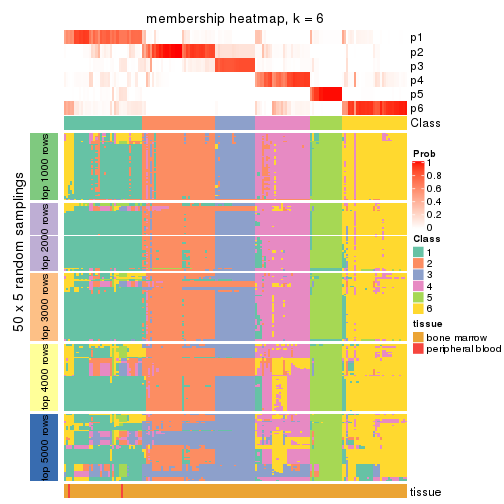 membership heatmap, k = 6
p1
p2
p3
p4
p5
p6
Class
50 x 5 random samplings
top 1000 rows
top 2000 rows
top 3000 rows
top 4000 rows
top 5000 rows
Prob
1
0.8
0.6
0.4
0.2
0
Class
1
2
3
4
5
6
tissue
bone marrow
peripheral blood
tissue